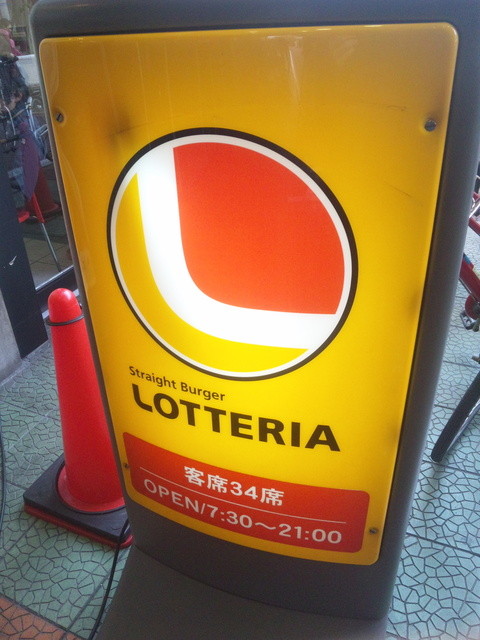 Straight Burger
LOTTERIA
客席34席
OPEN/7:30～21:00